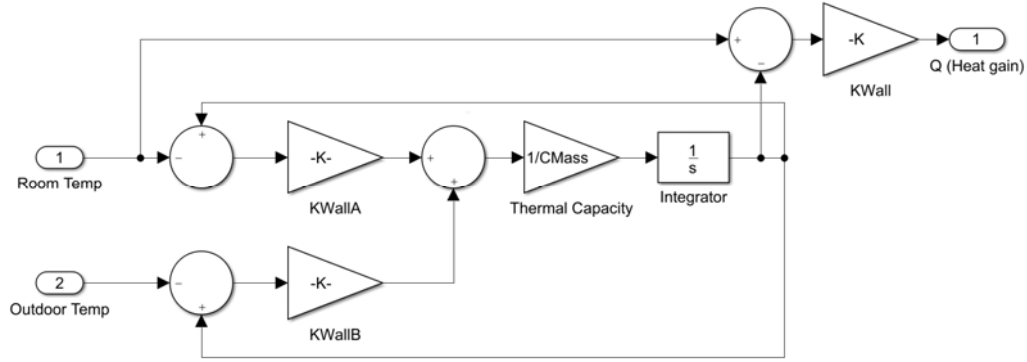 +
-K
1
−
Q (Heat gain)
KWall
+
1
−
-K-
+
1/CMass
1
s
Room Temp
+
KWallA
Thermal Capacity
Integrator
2
−
-K-
Outdoor Temp
+
KWallB